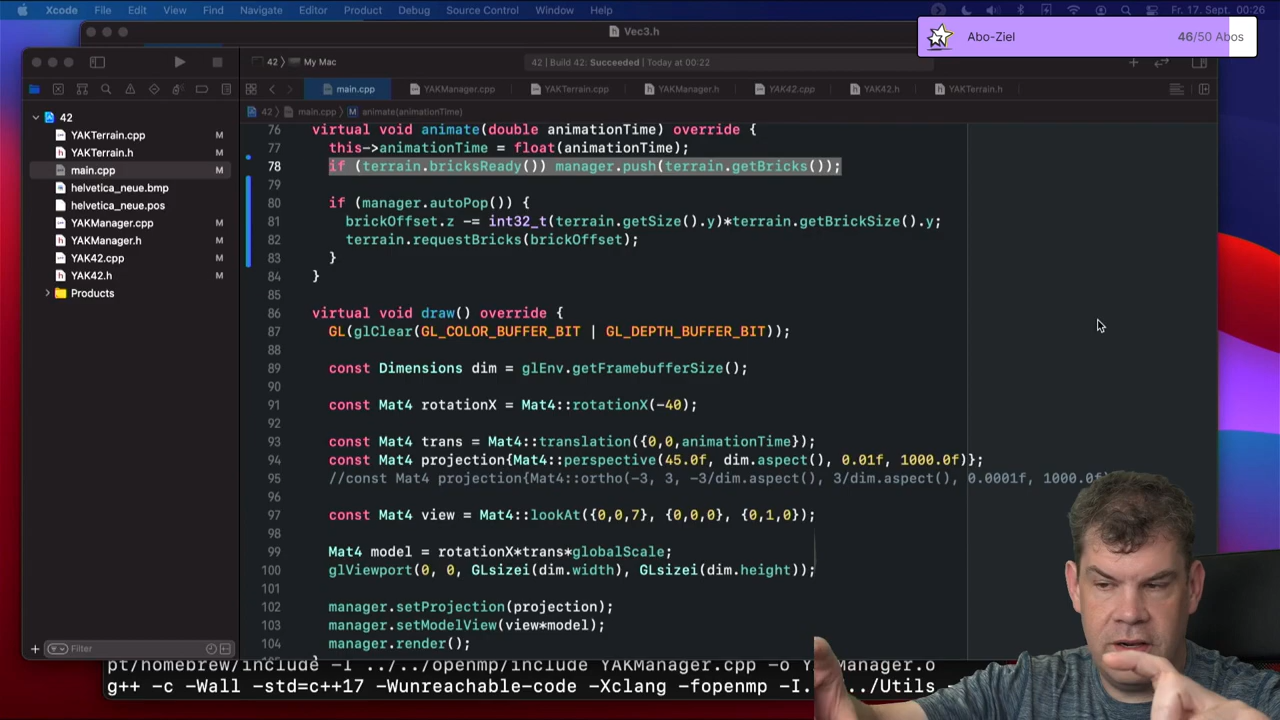 Xcode File Edit View Find Navigate Editor Product Debug Source Control Window Help Fr. 17. Sept. 00:26
Vec3.h
Abo-Ziel 46/50 Abos
42 My Mac 42 | Build 42: Succeeded | Today at 00:22
main.cpp YAKManager.cpp YAKTerrain.cpp YAKManager.h YAK42.cpp YAK42.h YAKTerrain.h
42 main.cpp M animate(animationTime)
42
YAKTerrain.cpp M
YAKTerrain.h M
main.cpp M
helvetica_neue.bmp M
helvetica_neue.pos M
YAKManager.cpp M
YAKManager.h M
YAK42.cpp M
YAK42.h M
Products
Filter
76 virtual void animate(double animationTime) override {
77 this->animationTime = float(animationTime);
78 if (terrain.bricksReady()) manager.push(terrain.getBricks());
79
80 if (manager.autoPop()) {
81 brickOffset.z -= int32_t(terrain.getSize().y)*terrain.getBrickSize().y;
82 terrain.requestBricks(brickOffset);
83 }
84 }
85
86 virtual void draw() override {
87 GL(glClear(GL_COLOR_BUFFER_BIT | GL_DEPTH_BUFFER_BIT));
88
89 const Dimensions dim = glEnv.getFramebufferSize();
90
91 const Mat4 rotationX = Mat4::rotationX(-40);
92
93 const Mat4 trans = Mat4::translation({0,0,animationTime});
94 const Mat4 projection{Mat4::perspective(45.0f, dim.aspect(), 0.01f, 1000.0f)};
95 //const Mat4 projection{Mat4::ortho(-3, 3, -3/dim.aspect(), 3/dim.aspect(), 0.0001f, 1000.0f)
96
97 const Mat4 view = Mat4::lookAt({0,0,7}, {0,0,0}, {0,1,0});
98
99 Mat4 model = rotationX*trans*globalScale;
100 glViewport(0, 0, GLsizei(dim.width), GLsizei(dim.height));
101
102 manager.setProjection(projection);
103 manager.setModelView(view*model);
104 manager.render();
pt/homebrew/include -I ../../openmp/include YAKManager.cpp -o YAKManager.o
g++ -c -Wall -std=c++17 -Wunreachable-code -Xclang -fopenmp -I../../Utils